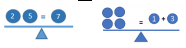 2 5 = 7
= 1 + 3